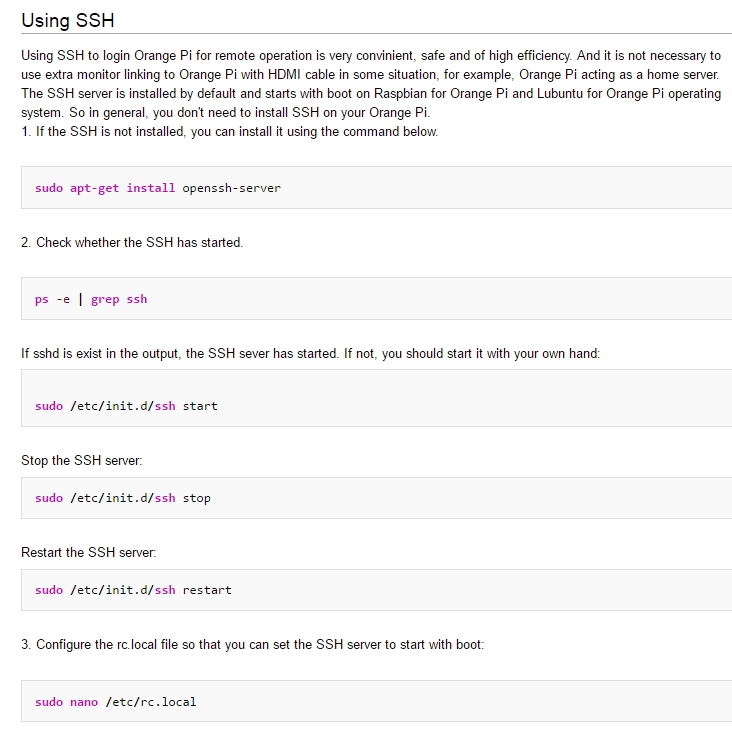 Using SSH
Using SSH to login Orange Pi for remote operation is very convinient, safe and of high efficiency. And it is not necessary to
use extra monitor linking to Orange Pi with HDMI cable in some situation, for example, Orange Pi acting as a home server.
The SSH server is installed by default and starts with boot on Raspbian for Orange Pi and Lubuntu for Orange Pi operating
system. So in general, you don't need to install SSH on your Orange Pi.
1. If the SSH is not installed, you can install it using the command below.
sudo apt-get install openssh-server
2. Check whether the SSH has started.
ps -e | grep ssh
If sshd is exist in the output, the SSH sever has started. If not, you should start it with your own hand:
sudo /etc/init.d/ssh start
Stop the SSH server:
sudo /etc/init.d/ssh stop
Restart the SSH server:
sudo /etc/init.d/ssh restart
3. Configure the rc.local file so that you can set the SSH server to start with boot:
sudo nano /etc/rc.local